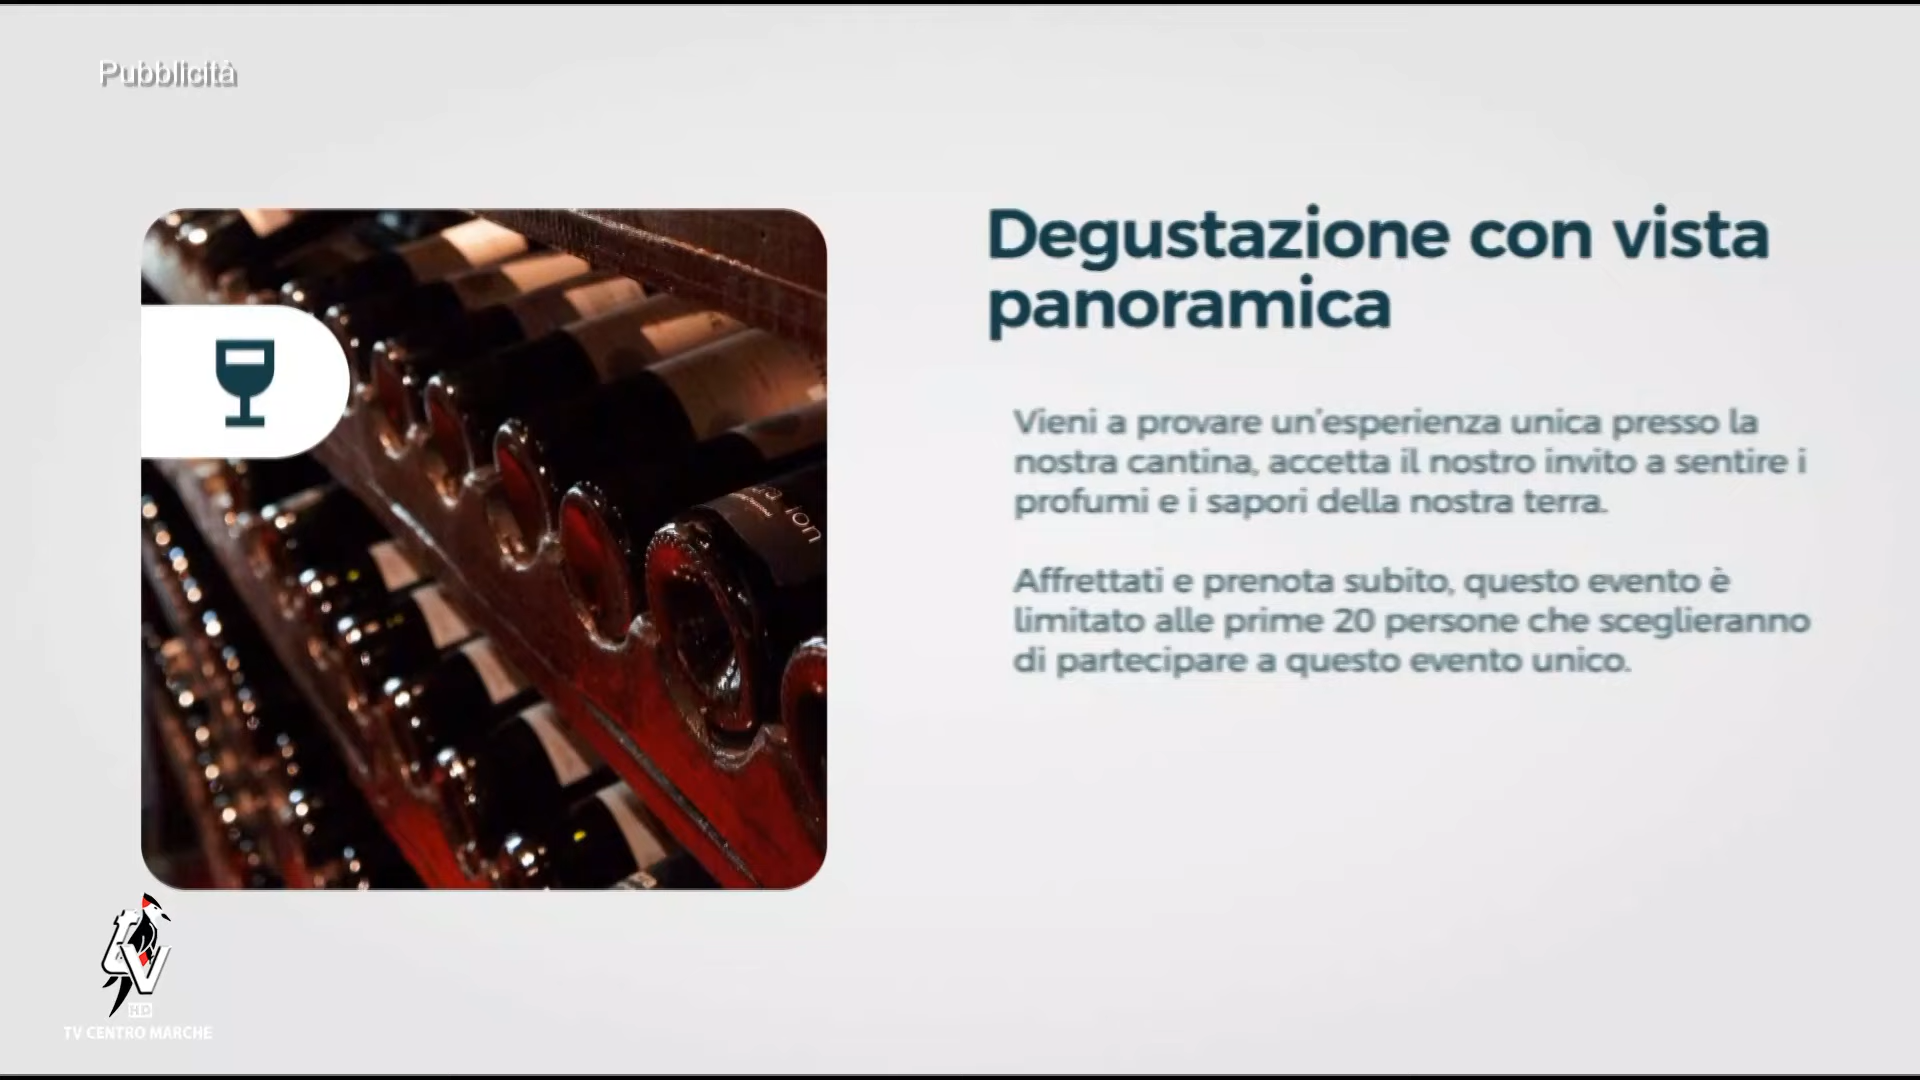 Pubblicità
Degustazione con vista
panoramica
Vieni a provare un'esperienza unica presso la
nostra cantina, accetta il nostro invito a sentire i
profumi e i sapori della nostra terra.
Affrettati e prenota subito, questo evento è
limitato alle prime 20 persone che sceglieranno
di partecipare a questo evento unico.
tv
HD
TV CENTRO MARCHE